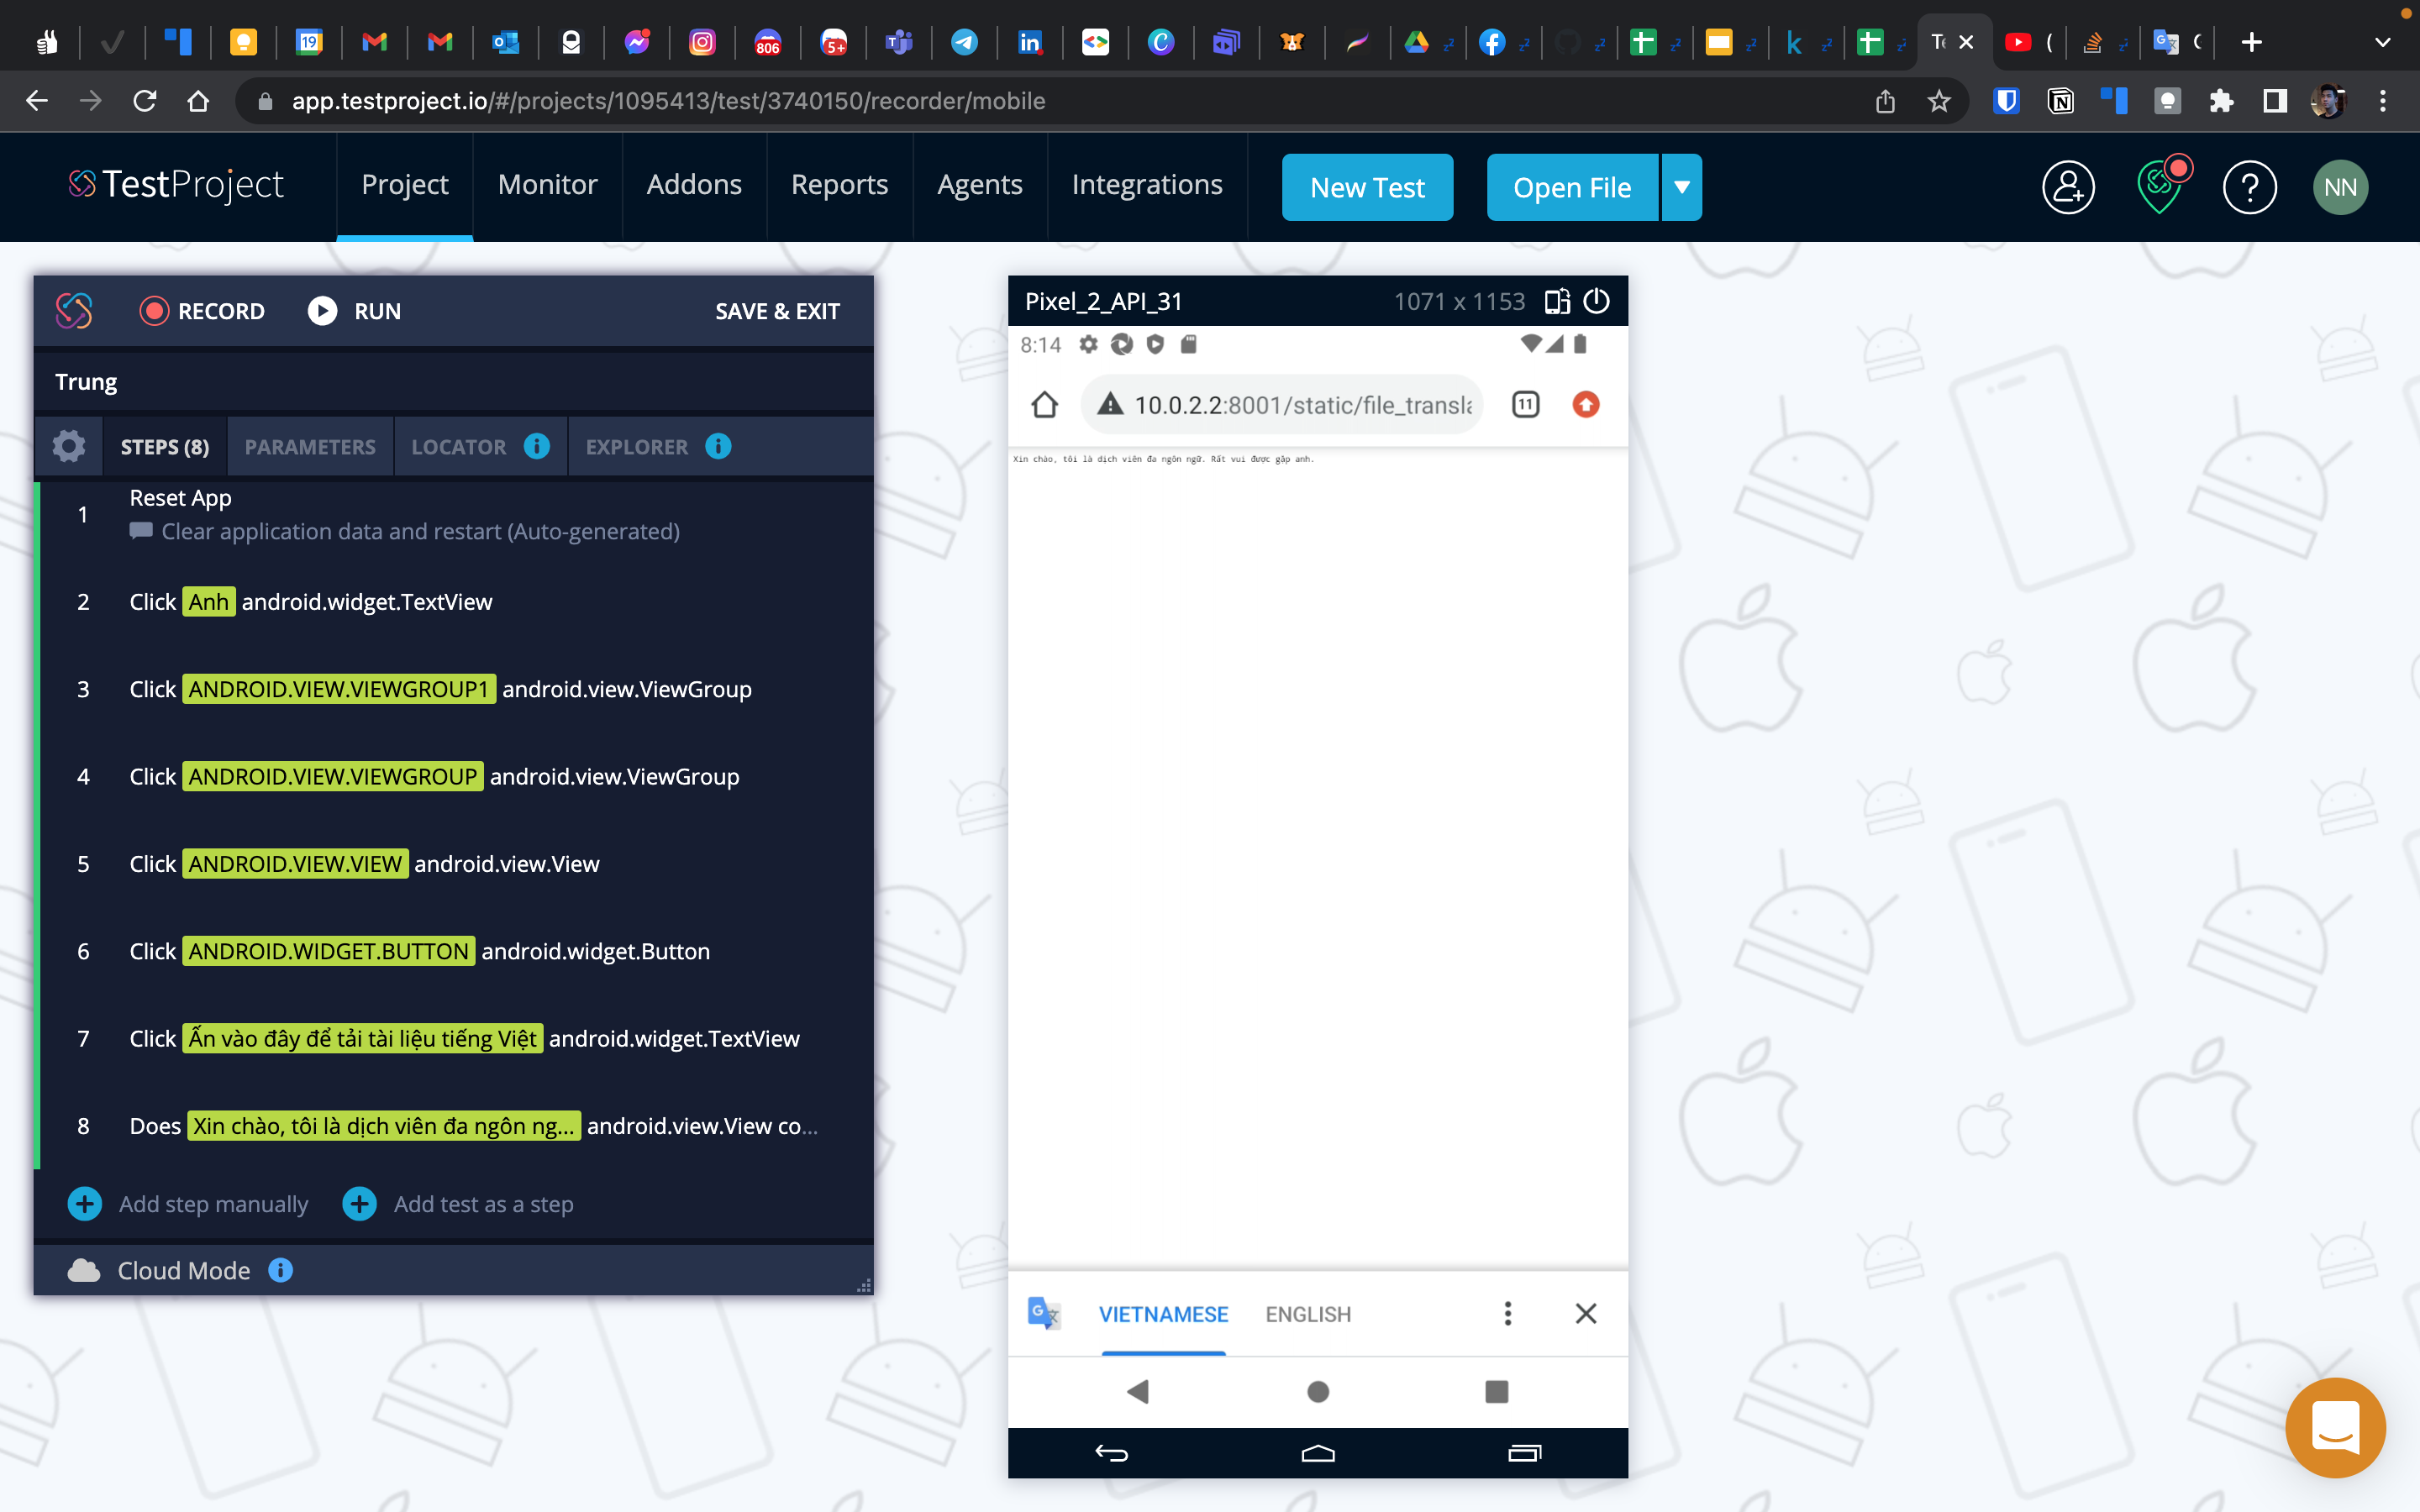 19
806
5+
Te
(
app.testproject.io/#/projects/1095413/test/3740150/recorder/mobile
TestProject
Project
Monitor
Addons
Reports
Agents
Integrations
New Test
Open File
NN
RECORD
RUN
SAVE & EXIT
Trung
STEPS (8)
PARAMETERS
LOCATOR
EXPLORER
1
Reset App
Clear application data and restart (Auto-generated)
2
Click Anh android.widget.TextView
3
Click ANDROID.VIEW.VIEWGROUP1 android.view.ViewGroup
4
Click ANDROID.VIEW.VIEWGROUP android.view.ViewGroup
5
Click ANDROID.VIEW.VIEW android.view.View
6
Click ANDROID.WIDGET.BUTTON android.widget.Button
7
Click Ấn vào đây để tải tài liệu tiếng Việt android.widget.TextView
8
Does Xin chào, tôi là dịch viên đa ngôn ng... android.view.View co...
Add step manually
Add test as a step
Cloud Mode
Pixel_2_API_31
1071 x 1153
8:14
10.0.2.2:8001/static/file_transla
11
Xin chào, tôi là dịch viên đa ngôn ngữ. Rất vui được gặp anh.
VIETNAMESE
ENGLISH